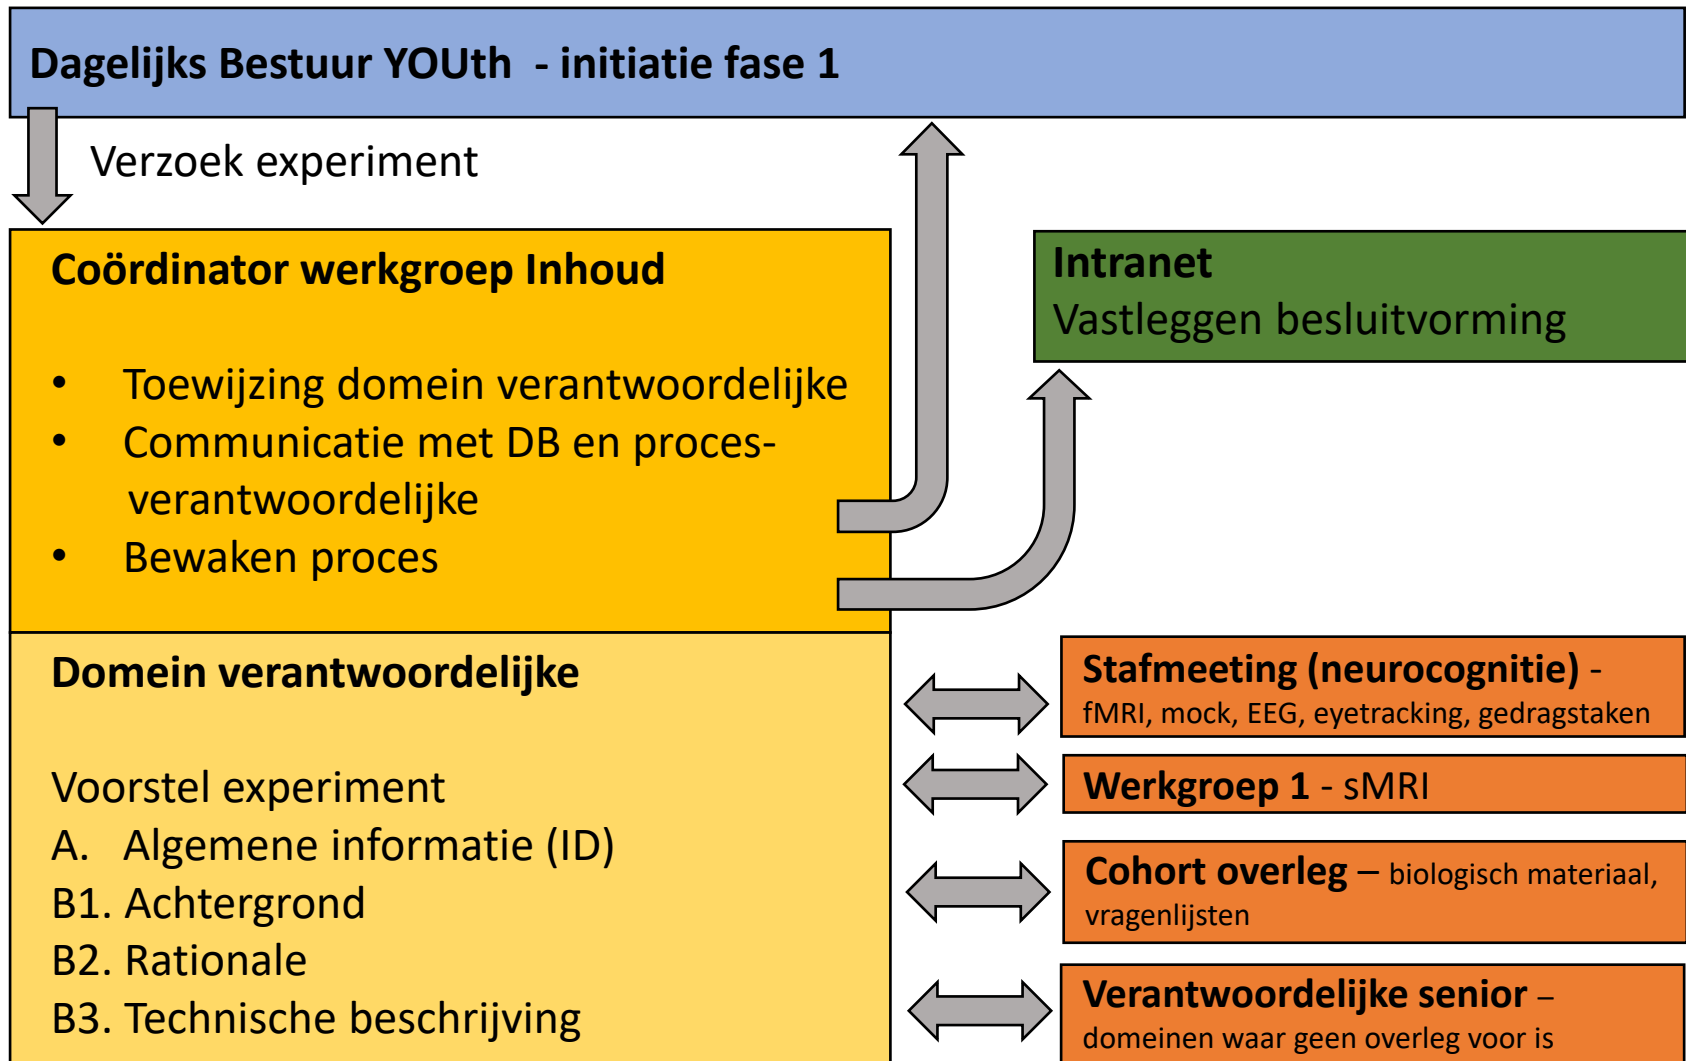 Dagelijks Bestuur YOUth - initiatie fase 1
Verzoek experiment
Coördinator werkgroep Inhoud
• Toewijzing domein verantwoordelijke
• Communicatie met DB en proces-
verantwoordelijke
• Bewaken proces
Intranet
Vastleggen besluitvorming
Domein verantwoordelijke
Voorstel experiment
A. Algemene informatie (ID)
B1. Achtergrond
B2. Rationale
B3. Technische beschrijving
Stafmeeting (neurocognitie) -
fMRI, mock, EEG, eyetracking, gedragstaken
Werkgroep 1 - sMRI
Cohort overleg – biologisch materiaal,
vragenlijsten
Verantwoordelijke senior –
domeinen waar geen overleg voor is